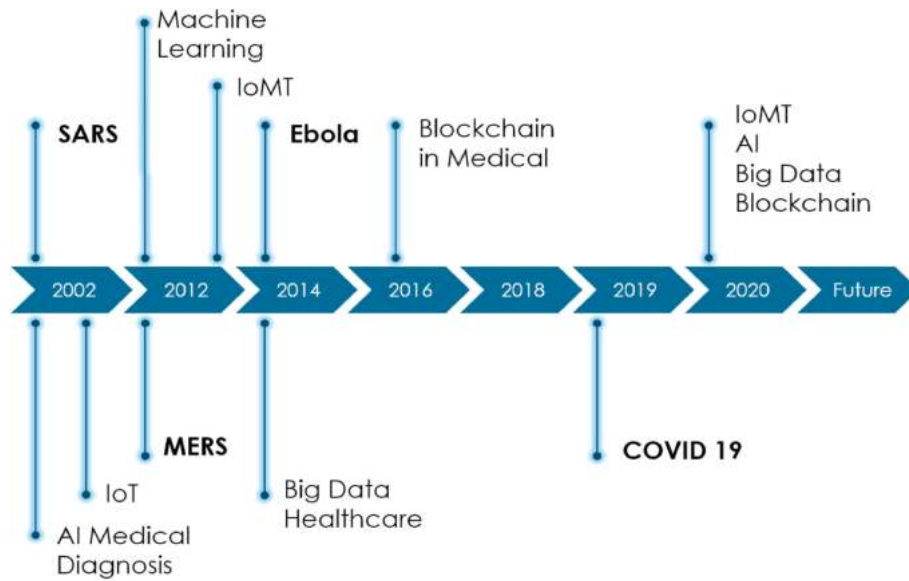 Machine
Learning
IoMT
SARS
Ebola
Blockchain
in Medical
IoMT
AI
Big Data
Blockchain
2002
2012
2014
2016
2018
2019
2020
Future
MERS
COVID 19
IoT
Big Data
Healthcare
AI Medical
Diagnosis